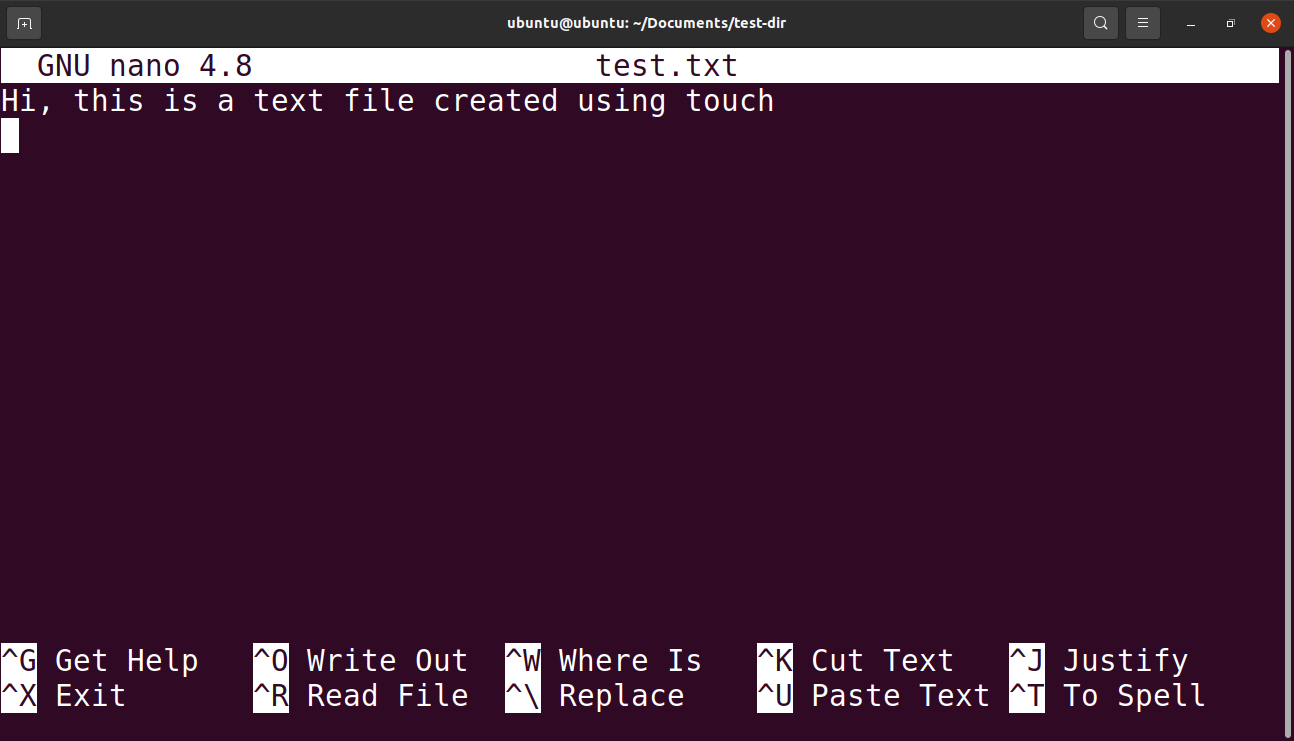 ubuntu@ubuntu: ~/Documents/test-dir
GNU nano 4.8 test.txt
Hi, this is a text file created using touch
^G Get Help ^O Write Out ^W Where Is ^K Cut Text ^J Justify
^X Exit ^R Read File ^\ Replace ^U Paste Text ^T To Spell